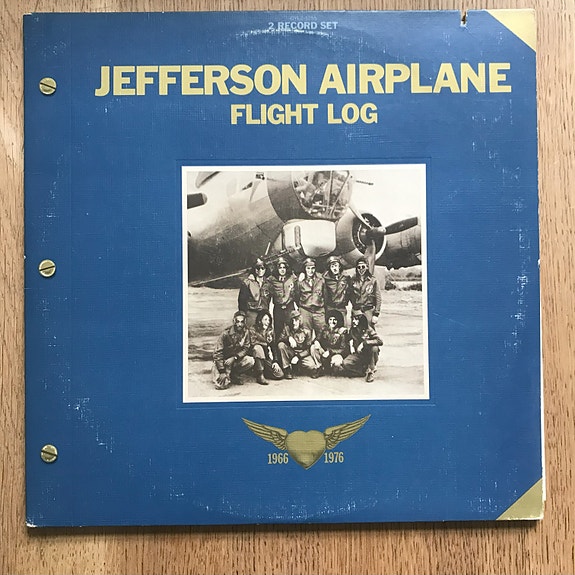 2 RECORD SET
JEFFERSON AIRPLANE
FLIGHT LOG
1966 1976